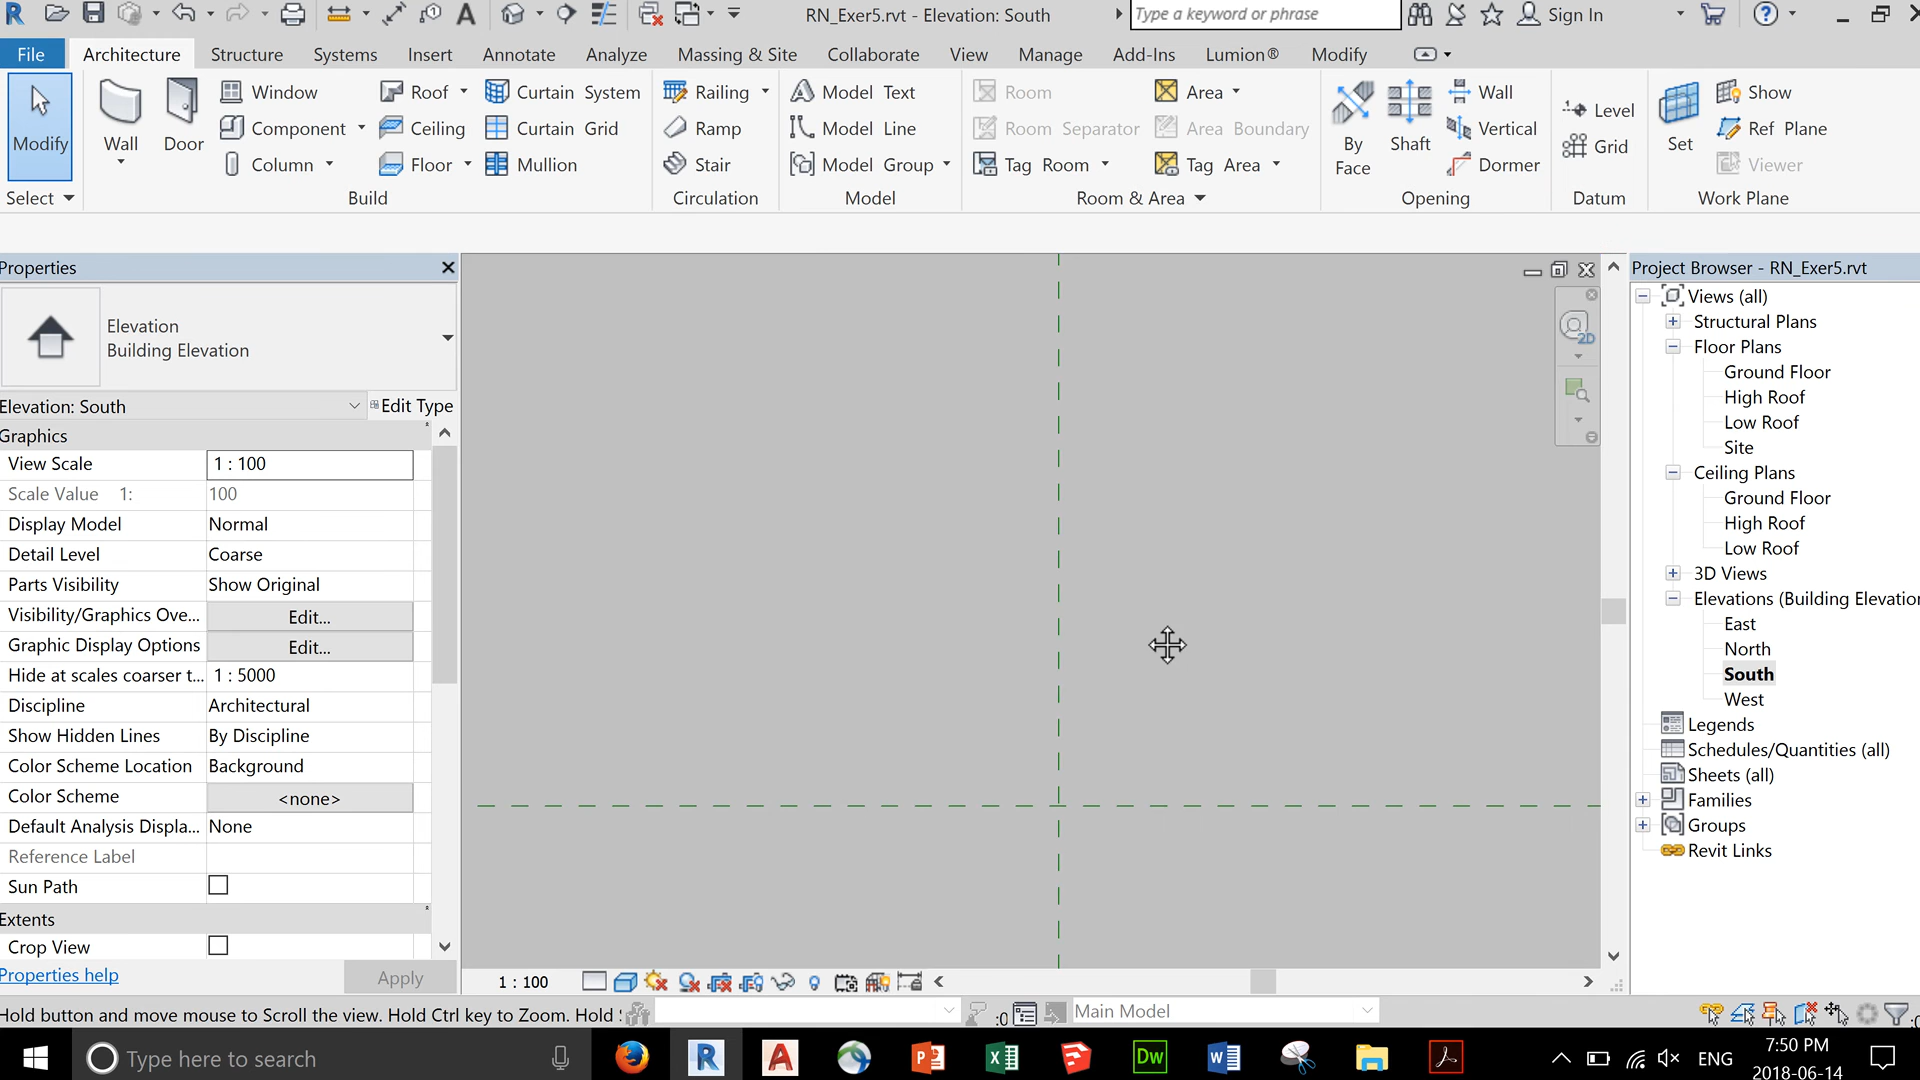 RN_Exer5.rvt - Elevation: South
Type a keyword or phrase
Sign In
File Architecture Structure Systems Insert Annotate Analyze Massing & Site Collaborate View Manage Add-Ins Lumion® Modify
Modify
Wall
Door
Window
Component
Column
Roof
Ceiling
Floor
Curtain System
Curtain Grid
Mullion
Railing
Ramp
Stair
Model Text
Model Line
Model Group
Room
Room Separator
Tag Room
Area
Area Boundary
Tag Area
By
Face
Shaft
Wall
Vertical
Dormer
Level
Grid
Set
Show
Ref Plane
Viewer
Select Build Circulation Model Room & Area Opening Datum Work Plane
Properties
Elevation
Building Elevation
Elevation: South Edit Type
Graphics
View Scale 1 : 100
Scale Value 1: 100
Display Model Normal
Detail Level Coarse
Parts Visibility Show Original
Visibility/Graphics Ove... Edit...
Graphic Display Options Edit...
Hide at scales coarser t... 1 : 5000
Discipline Architectural
Show Hidden Lines By Discipline
Color Scheme Location Background
Color Scheme <none>
Default Analysis Displa... None
Reference Label
Sun Path
Extents
Crop View
Properties help Apply
2D
1 : 100
Project Browser - RN_Exer5.rvt
Views (all)
Structural Plans
Floor Plans
Ground Floor
High Roof
Low Roof
Site
Ceiling Plans
Ground Floor
High Roof
Low Roof
3D Views
Elevations (Building Elevatio
East
North
South
West
Legends
Schedules/Quantities (all)
Sheets (all)
Families
Groups
Revit Links
Hold button and move mouse to Scroll the view. Hold Ctrl key to Zoom. Hold
:0
Main Model
:0
Type here to search
Dw
ENG
7:50 PM
2018-06-14